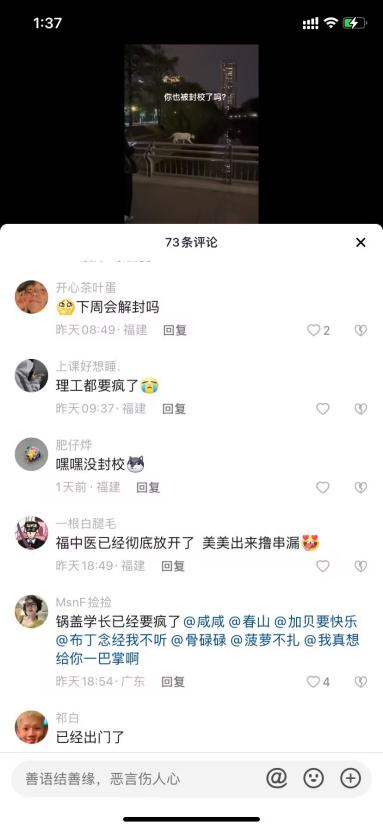 1:37
你也被封校了吗?
73条评论
开心茶叶蛋
下周会解封吗
昨天08:49·福建 回复
2
上课好想睡.
理工都要疯了
昨天09:37·福建 回复
肥仔烨
嘿嘿没封校
1天前·福建 回复
一根白腿毛
福中医已经彻底放开了 美美出来撸串漏
昨天18:49·福建 回复
MsnF捡捡
锅盖学长已经要疯了@咸咸 @春山 @加贝要快乐
@布丁念经我不听 @骨碌碌 @菠萝不扎 @我真想
给你一巴掌啊
昨天18:54·广东 回复
4
祁白
已经出门了
善语结善缘，恶言伤人心